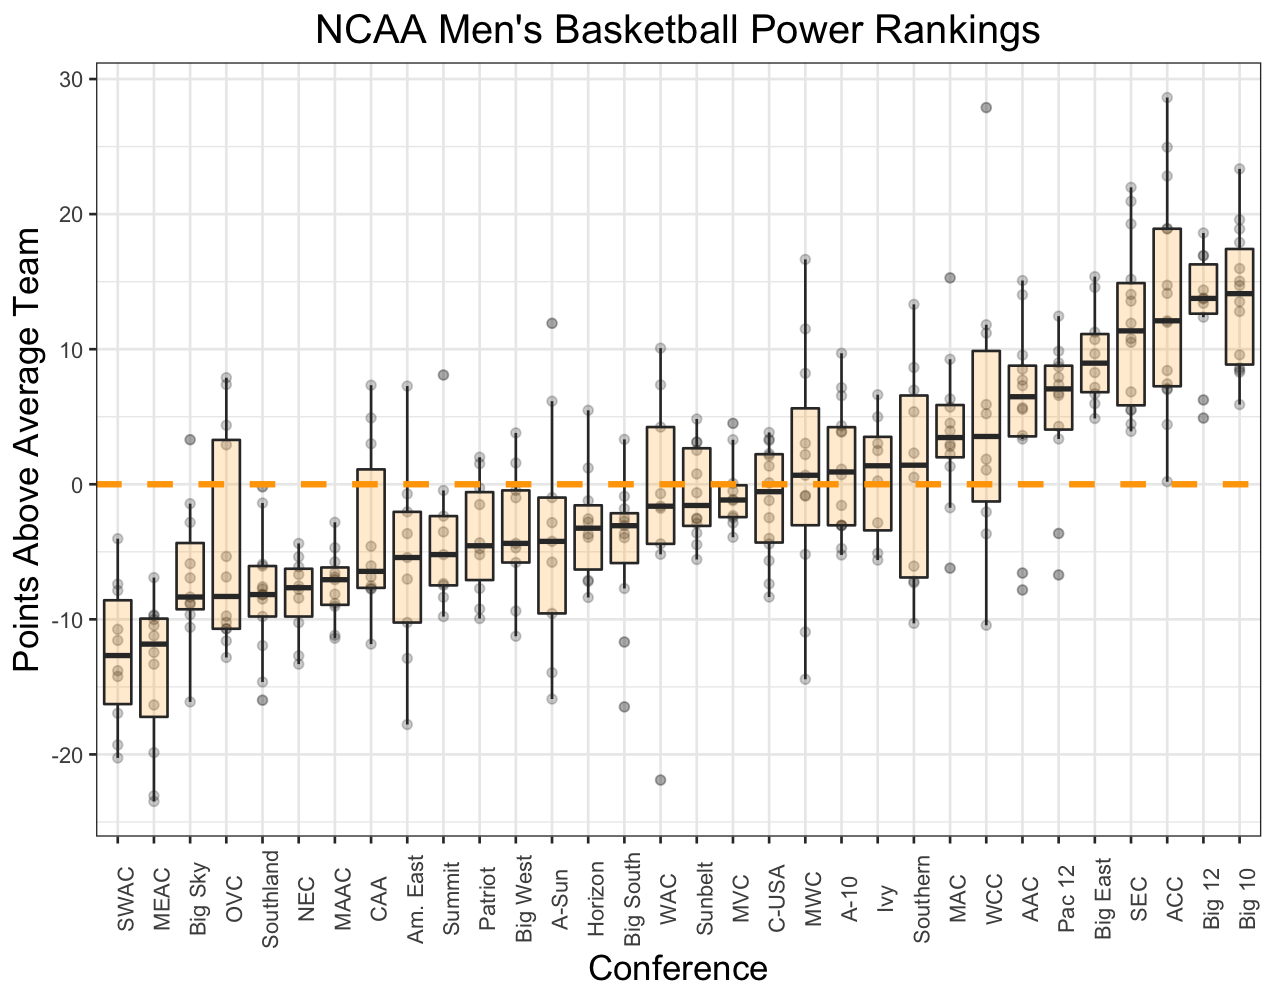 NCAA Men's Basketball Power Rankings
Points Above Average Team
30
20
10
0
-10
-20
SWAC
MEAC
Big Sky
OVC
Southland
NEC
MAAC
CAA
Am. East
Summit
Patriot
Big West
A-Sun
Horizon
Big South
WAC
Sunbelt
MVC
C-USA
MWC
A-10
Ivy
Southern
MAC
WCC
AAC
Pac 12
Big East
SEC
ACC
Big 12
Big 10
Conference